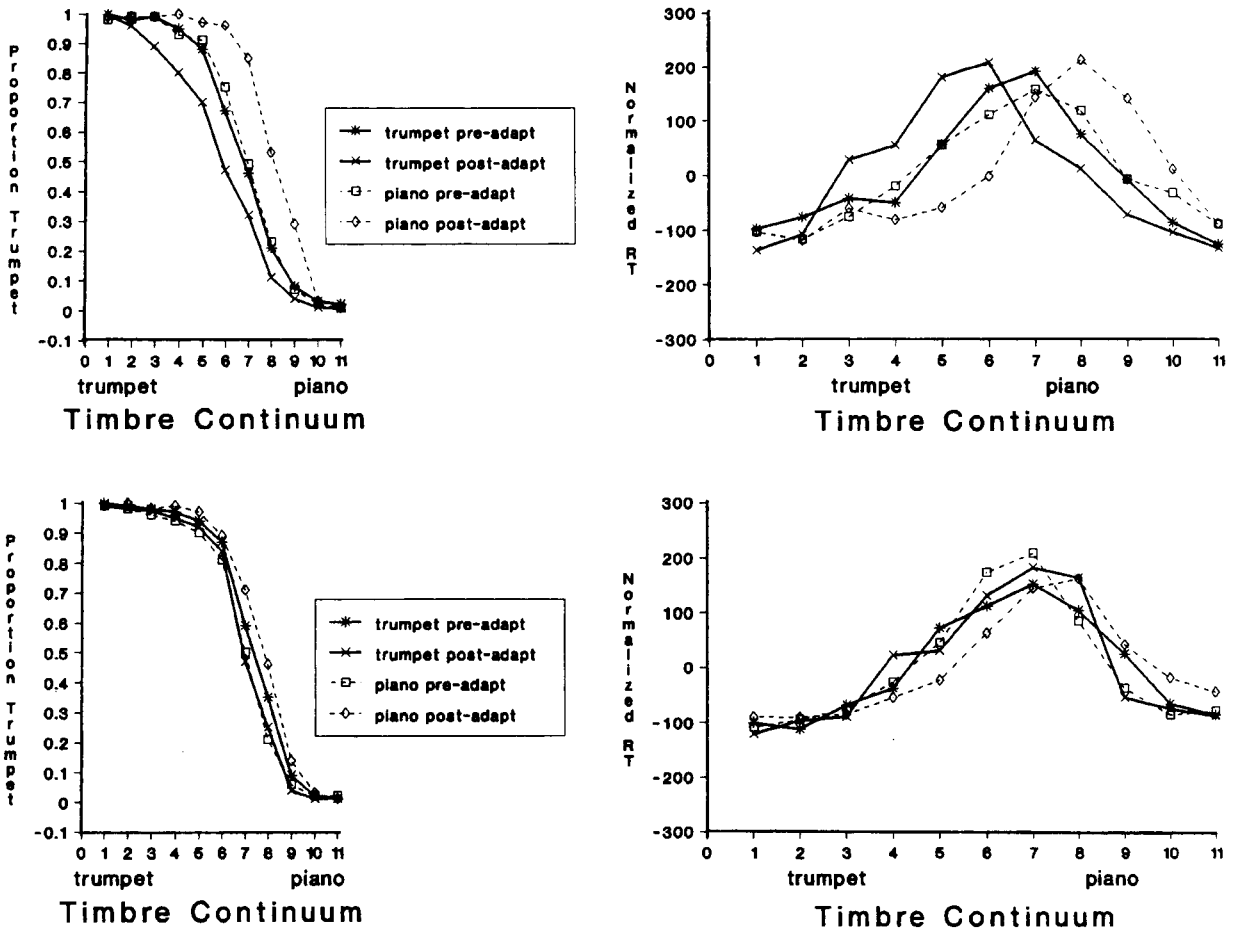 Proportion Trumpet
1
0.9
0.8
0.7
0.6
0.5
0.4
0.3
0.2
0.1
0
-0.1
0 1 2 3 4 5 6 7 8 9 10 11
trumpet piano
Timbre Continuum
trumpet pre-adapt
trumpet post-adapt
piano pre-adapt
piano post-adapt
Normalized RT
300
200
100
0
-100
-200
-300
0 1 2 3 4 5 6 7 8 9 10 11
trumpet piano
Timbre Continuum
Proportion Trumpet
1
0.9
0.8
0.7
0.6
0.5
0.4
0.3
0.2
0.1
0
-0.1
0 1 2 3 4 5 6 7 8 9 10 11
trumpet piano
Timbre Continuum
trumpet pre-adapt
trumpet post-adapt
piano pre-adapt
piano post-adapt
Normalized RT
300
200
100
0
-100
-200
-300
0 1 2 3 4 5 6 7 8 9 10 11
trumpet piano
Timbre Continuum